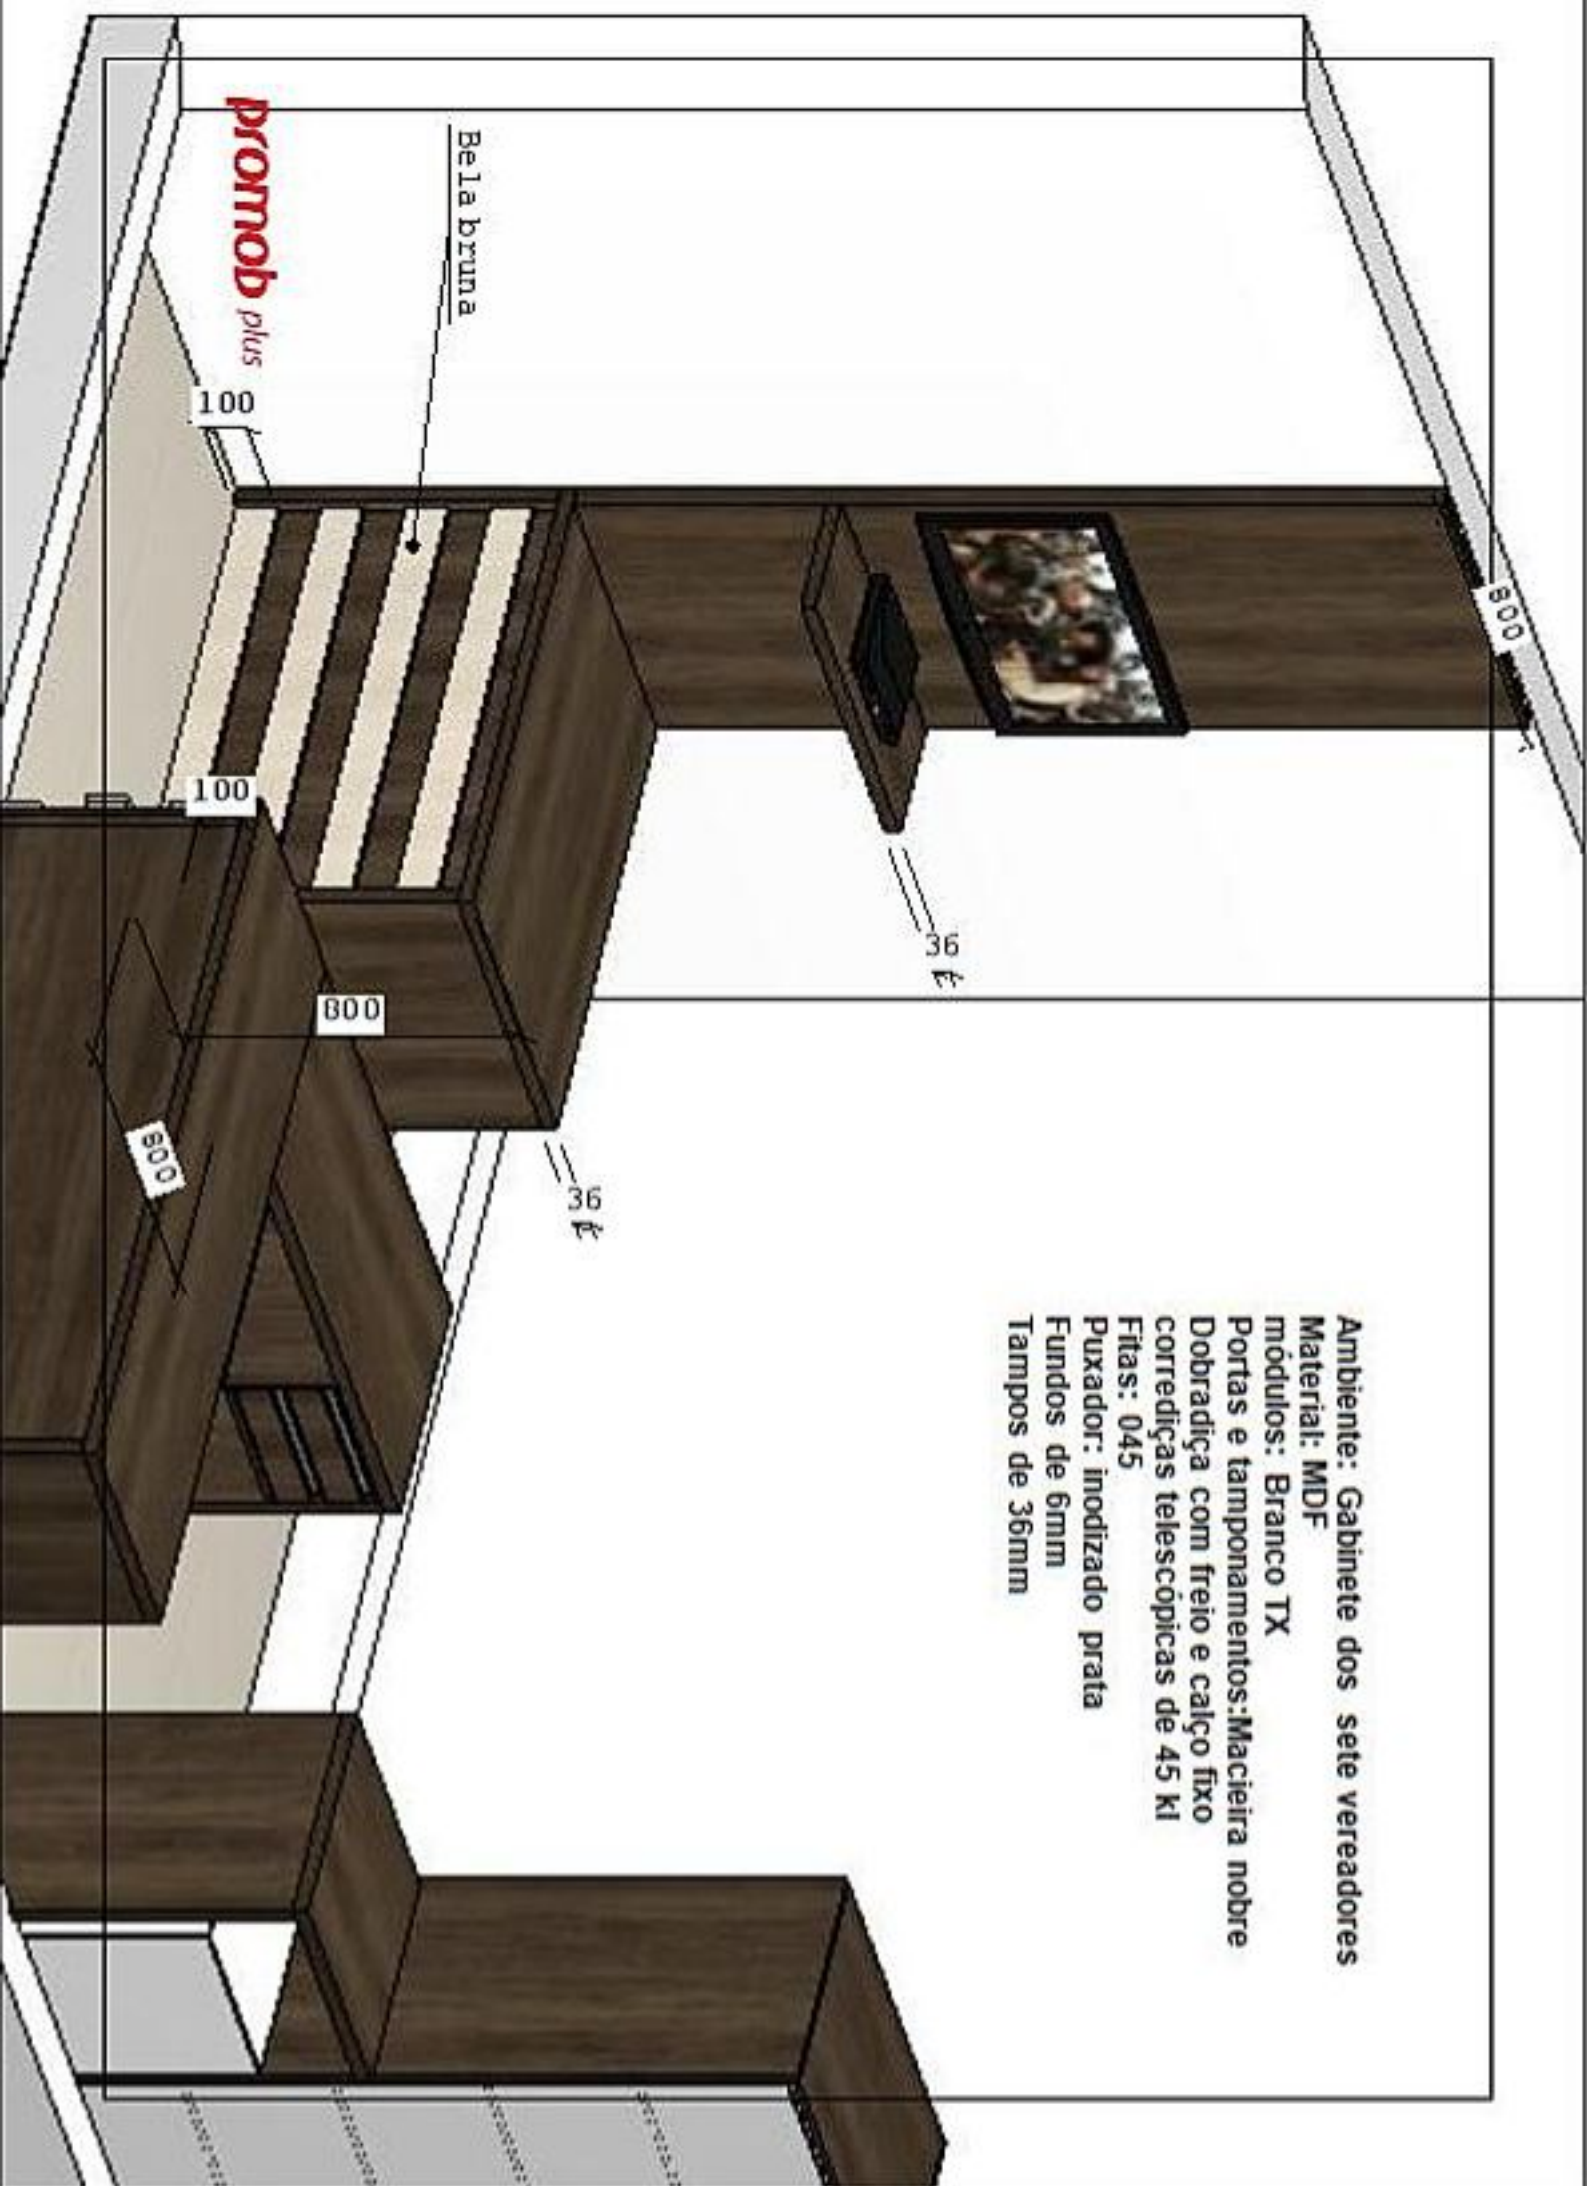 Ambiente: Gabinete dos sete vereadores
Material: MDF
módulos: Branco TX
Portas e tamponamentos:Macieira nobre
Dobradiça com freio e calço fixo
corrediças telescópicas de 45 kl
Fitas: 045
Puxador: inodizado prata
Fundos de 6mm
Tampos de 36mm
800
36
36
Bela bruna
800
800
100
100
promob plus